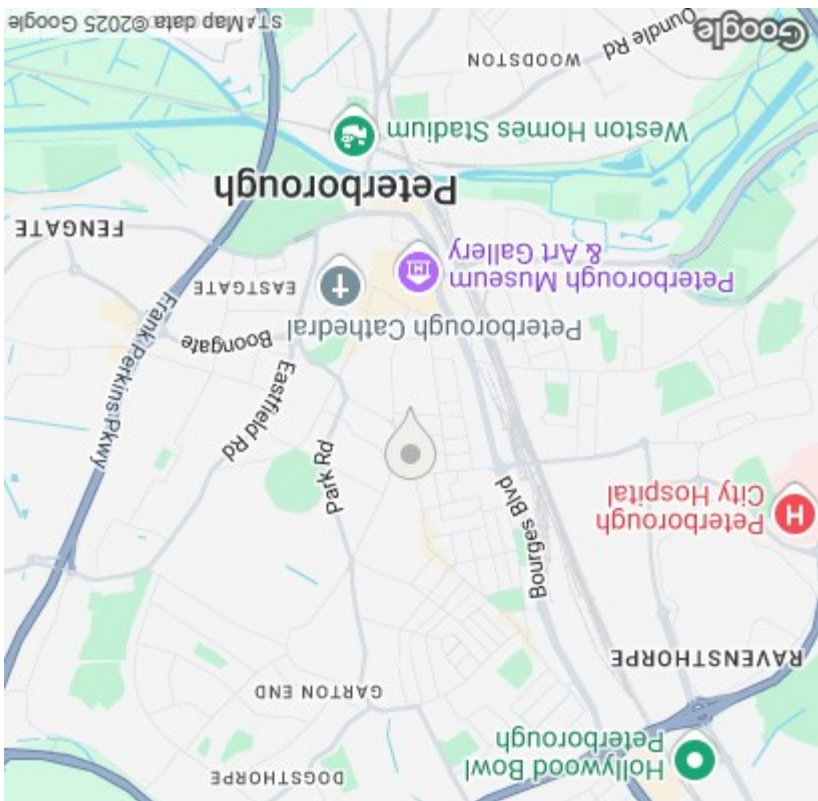 DOGSTHORPE
Hollywood Bowl
Peterborough
GARTON END
RAVENSTHORPE
Peterborough
City Hospital
Bourges Blvd
Park Rd
Eastfield Rd
Frank Perkins Pkwy
Boongate
Peterborough Cathedral
EASTGATE
Peterborough Museum
& Art Gallery
FENGATE
Peterborough
Weston Homes Stadium
WOODSTON
Oundle Rd
Google
Map data ©2025 Google